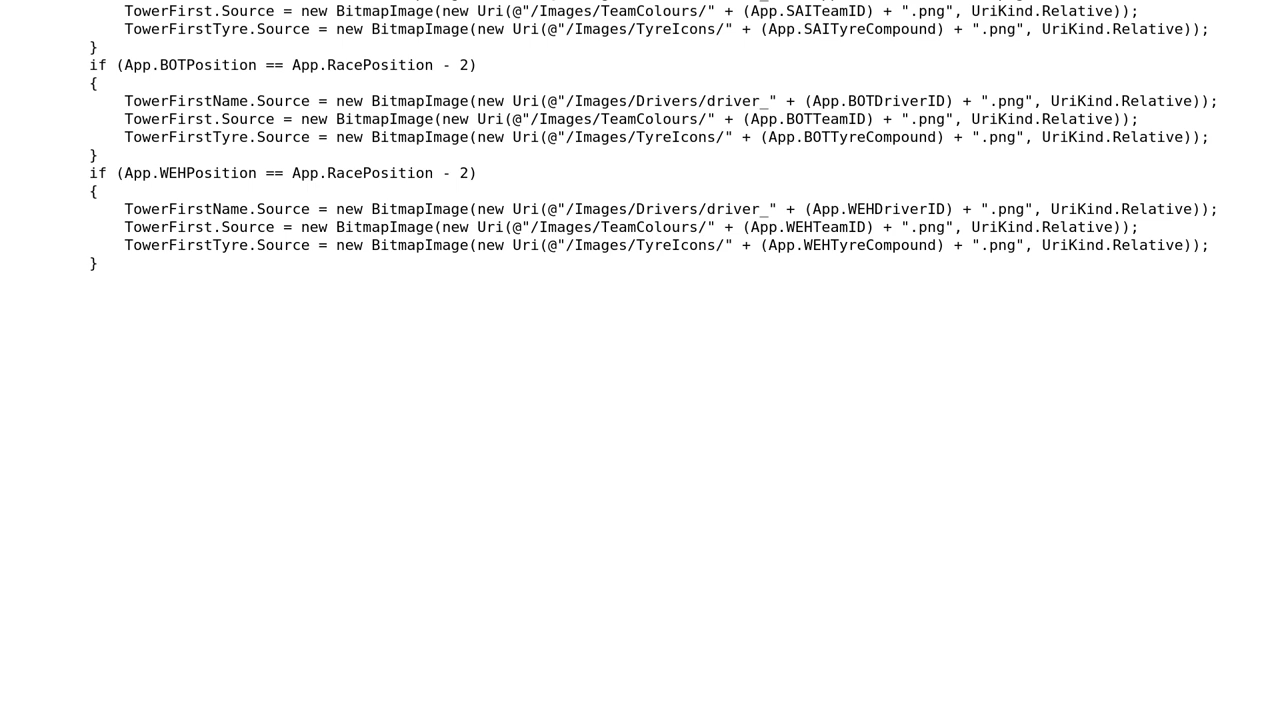 TowerFirst.Source = new BitmapImage(new Uri(@"/Images/TeamColours/" + (App.SAITeamID) + ".png", UriKind.Relative));
TowerFirstTyre.Source = new BitmapImage(new Uri(@"/Images/TyreIcons/" + (App.SAITyreCompound) + ".png", UriKind.Relative));
}
if (App.BOTPosition == App.RacePosition - 2)
{
TowerFirstName.Source = new BitmapImage(new Uri(@"/Images/Drivers/driver_" + (App.BOTDriverID) + ".png", UriKind.Relative));
TowerFirst.Source = new BitmapImage(new Uri(@"/Images/TeamColours/" + (App.BOTTeamID) + ".png", UriKind.Relative));
TowerFirstTyre.Source = new BitmapImage(new Uri(@"/Images/TyreIcons/" + (App.BOTTyreCompound) + ".png", UriKind.Relative));
}
if (App.WEHPosition == App.RacePosition - 2)
{
TowerFirstName.Source = new BitmapImage(new Uri(@"/Images/Drivers/driver_" + (App.WEHDriverID) + ".png", UriKind.Relative));
TowerFirst.Source = new BitmapImage(new Uri(@"/Images/TeamColours/" + (App.WEHTeamID) + ".png", UriKind.Relative));
TowerFirstTyre.Source = new BitmapImage(new Uri(@"/Images/TyreIcons/" + (App.WEHTyreCompound) + ".png", UriKind.Relative));
}